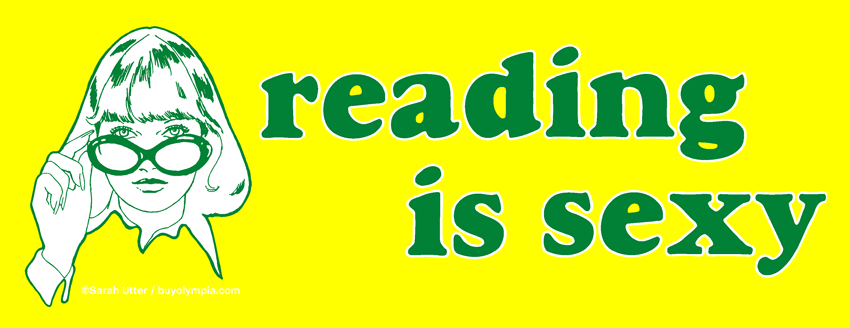 reading
is sexy
©Sarah Utter / buyolympia.com